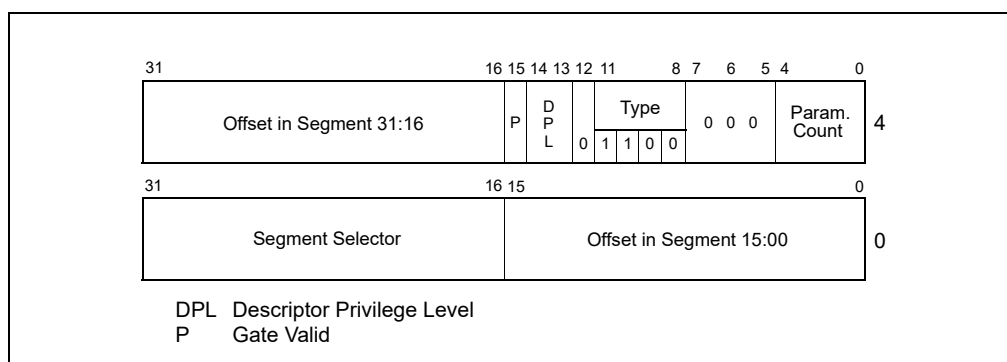 31 16 15 14 13 12 11 8 7 6 5 4 0
Offset in Segment 31:16 P D P L 0 Type 1 1 0 0 0 0 0 Param. Count 4
31 16 15 0
Segment Selector Offset in Segment 15:00 0
DPL Descriptor Privilege Level
P Gate Valid